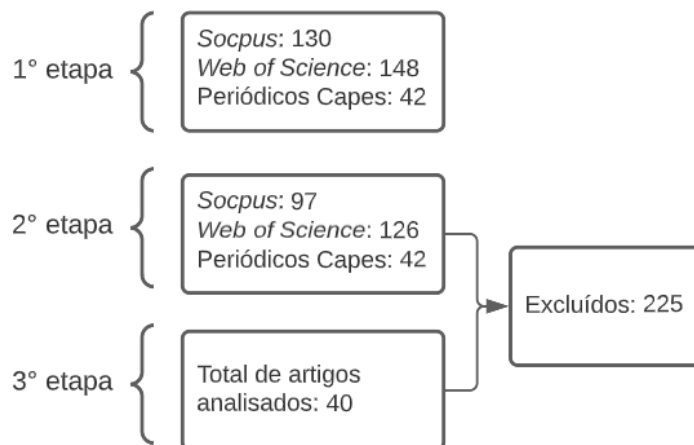 1° etapa
Socpus: 130
Web of Science: 148
Periódicos Capes: 42
2° etapa
Socpus: 97
Web of Science: 126
Periódicos Capes: 42
Excluídos: 225
3° etapa
Total de artigos
analisados: 40